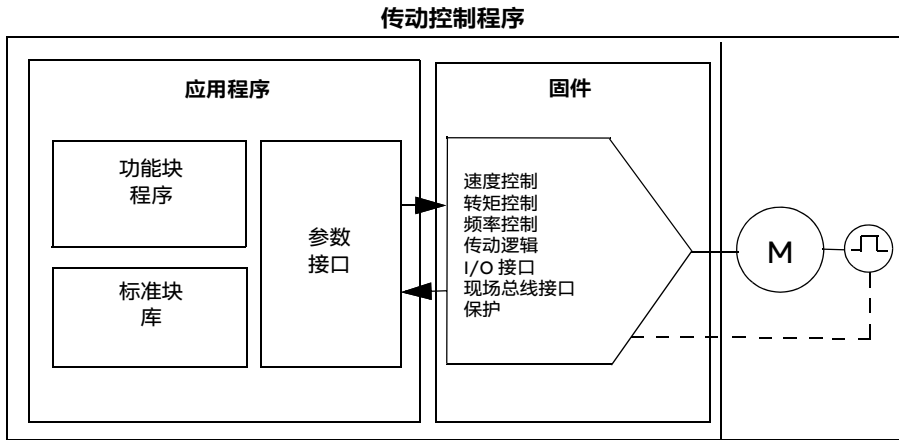 传动控制程序
应用程序
固件
功能块
程序
标准块
库
参数
接口
速度控制
转矩控制
频率控制
传动逻辑
I/O 接口
现场总线接口
保护
M